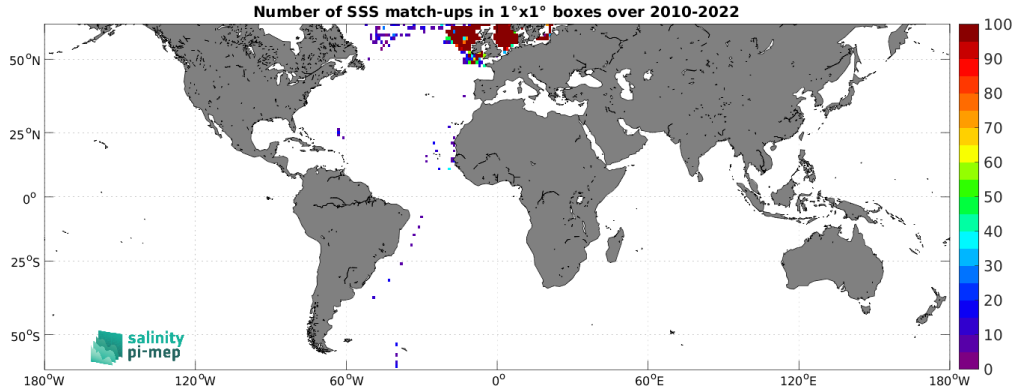 Number of SSS match-ups in 1°x1° boxes over 2010-2022
50°N
25°N
0°
25°S
50°S
180°W 120°W 60°W 0° 60°E 120°E 180°W
100
90
80
70
60
50
40
30
20
10
0
salinity
pi-mep